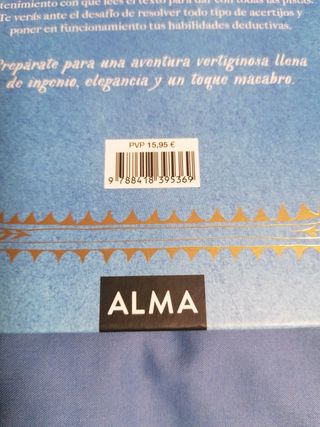 tenimiento con que lees el texto para dar con todas las pistas.
Te verás ante el desafío de resolver todo tipo de acertijos y
poner en funcionamiento tus habilidades deductivas.
Prepárate para una aventura vertiginosa llena
de ingenio, elegancia y un toque macabro.
PVP 15,95 €
9 788418 395369
ALMA